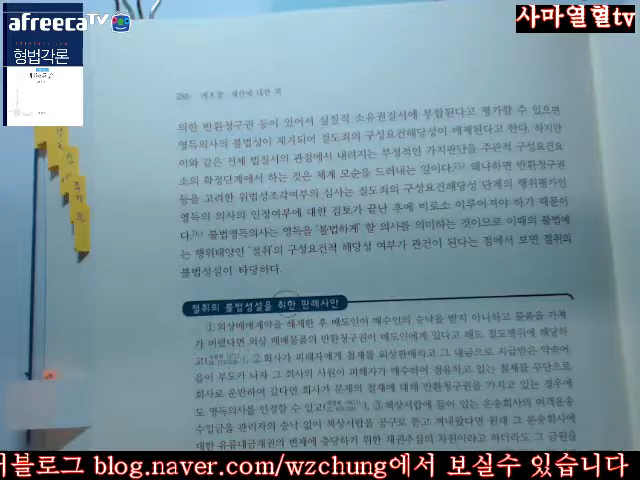 afreecaTV
사마열혈tv
형법각론
280 제5장 재산에 대한 죄
의한 반환청구권 등이 있어서 실질적 소유권질서에 부합된다고 평가할 수 있으면
영득의사의 불법성이 제거되어 절도죄의 구성요건해당성이 배제된다고 한다. 하지만
이와 같은 전체 법질서의 관점에서 내려지는 부정적인 가치판단을 주관적 구성요건요
소의 확정단계에서 하는 것은 체계 모순을 드러내는 일이다. 왜냐하면 반환청구권
등을 고려한 위법성조각여부의 심사는 절도죄의 구성요건해당성 단계의 행위평가인
영득의 의사의 인정여부에 대한 검토가 끝난 후에 비로소 이루어져야 하기 때문이
다. 불법영득의사는 영득을 '불법하게' 할 의사를 의미하는 것이므로 이때의 불법에
는 행위태양인 '절취'의 구성요건적 해당성 여부가 관건이 된다는 점에서 보면 절취의
불법성설이 타당하다.
절취의 불법성설을 취한 판례사안
①외상매매계약을 해제한 후 매도인이 매수인의 승낙을 받지 아니하고 물품을 가져
가 버렸다면 외상 매매물품의 반환청구권이 매도인에게 있다고 해도 절도행위에 해당하
고 ②회사가 피해자에게 철재를 외상판매하고 그 대금으로 지급받은 약속어
음이 부도가 나자 그 회사의 사원이 피해자가 매수하여 점유하고 있는 철재를 무단으로
회사로 운반하여 갔다면 회사가 문제의 철재에 대해 반환청구권을 가지고 있는 경우에
도 영득의사를 인정할 수 있고 ③책상서랍에 들어 있는 운송회사의 여객운송
수입금을 관리자의 승낙 없이 책상서랍을 공구로 뜯고 꺼내왔다면 원래 그 운송회사에
대한 유류대금채권의 변제에 충당하기 위한 채권추심의 차원이라고 하더라도 그 금원을
버블로그 blog.naver.com/wzchung에서 보실수 있습니다